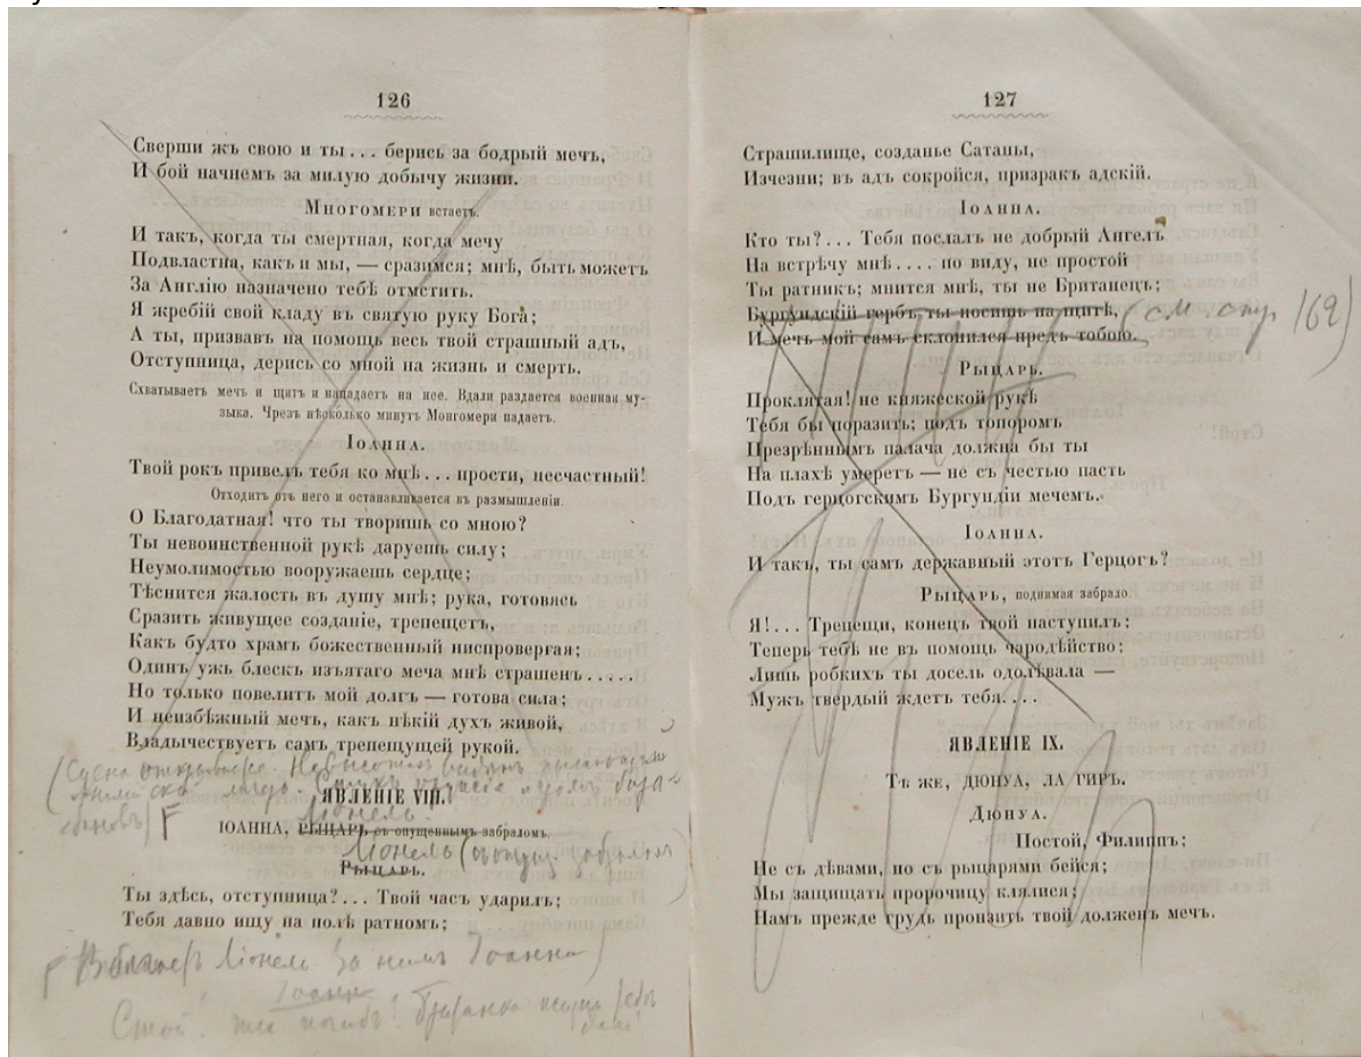 126
Сверши жъ свою и ты... берись за бодрый мечъ,
И бой начнемъ за милую добычу жизни.
Многомери встаетъ.
И такъ, когда ты смертная, когда мечу
Подвластна, какъ и мы, — сразимся; мнѣ, быть можетъ
За Англію назначено тебѣ отмстить.
Я жребій свой кладу въ святую руку Бога;
А ты, призвавъ на помощь весь твой страшный адъ,
Отступница, дерись со мной на жизнь и смерть.
Схватываетъ мечъ и щитъ и нападаетъ на нее. Вдали раздается военная му-
зыка. Чрезъ нѣсколько минутъ Монгомери падаетъ.
Іоанна.
Твой рокъ привелъ тебя ко мнѣ... прости, несчастный!
Отходитъ отъ него и останавливается въ размышленіи.
О Благодатная! что ты творишь со мною?
Ты невоинственной рукѣ даруешь силу;
Неумолимостью вооружаешь сердце;
Тѣснится жалость въ душу мнѣ; рука, готовясь
Сразить живущее созданіе, трепещетъ,
Какъ будто храмъ божественный ниспровергая;
Одинъ ужь блескъ изъятаго меча мнѣ страшенъ.....
Но только повелитъ мой долгъ — готова сила;
И неизбѣжный мечъ, какъ нѣкій духъ живой,
Владычествуетъ самъ трепещущей рукой.
(Сцена
ЯВЛЕНІЕ VIII.
Ліонель.
ІОАННА, РЫЦАРЬ съ опущеннымъ забраломъ.
Ліонель (
Рыцарь.
Ты здѣсь, отступница?... Твой часъ ударилъ;
Тебя давно ищу на полѣ ратномъ;
Ліонель за нимъ Іоанна)
Іоанна
Стой!
127
Страшилище, созданье Сатаны,
Изчезни; въ адъ сокройся, призракъ адскій.
Іоанна.
Кто ты?... Тебя послалъ не добрый Ангелъ
На встрѣчу мнѣ.... по виду, не простой
Ты ратникъ; мнится мнѣ, ты не Британецъ;
Бургундскій гербъ ты носишь на щитѣ,
(см. стр. 169)
И мечъ мой самъ склонился предъ тобою.
Рыцарь.
Проклятая! не княжеской рукѣ
Тебя бы поразить; подъ топоромъ
Презрѣннымъ палача должна бы ты
На плахѣ умереть — не съ честью пасть
Подъ герцогскимъ Бургундіи мечемъ.
Іоанна.
И такъ, ты самъ державный этотъ Герцогъ?
Рыцарь, поднимая забрало.
Я!... Трепещи, конецъ твой наступилъ;
Теперь тебѣ не въ помощь чародѣйство;
Лишь робкихъ ты досель одолѣвала —
Мужъ твердый ждетъ тебя....
ЯВЛЕНІЕ IX.
Тѣ же, ДЮНУА, ЛА ГИРЪ.
Дюнуа.
Постой, Филиппъ;
Не съ дѣвами, но съ рыцарями бейся;
Мы защищать пророчицу клялися;
Намъ прежде грудь пронзить твой долженъ мечъ.